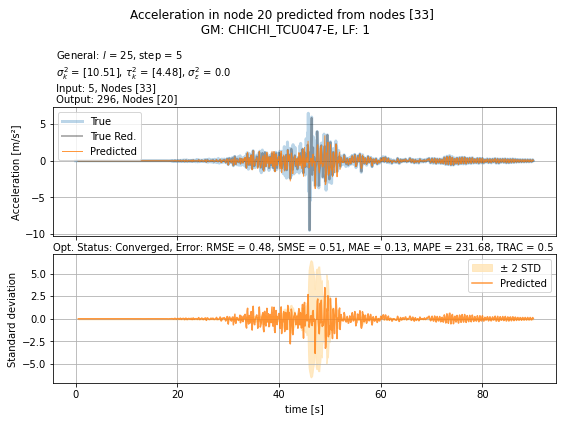 Acceleration in node 20 predicted from nodes [33]
GM: CHICHI_TCU047-E, LF: 1
General: l = 25, step = 5
σ²ₖ = [10.51], τ²ₖ = [4.48], σ²ε = 0.0
Input: 5, Nodes [33]
Output: 296, Nodes [20]
True
True Red.
Predicted
Acceleration [m/s²]
5
0
−5
−10
Opt. Status: Converged, Error: RMSE = 0.48, SMSE = 0.51, MAE = 0.13, MAPE = 231.68, TRAC = 0.5
± 2 STD
Predicted
Standard deviation
5.0
2.5
0.0
−2.5
−5.0
0 20 40 60 80
time [s]